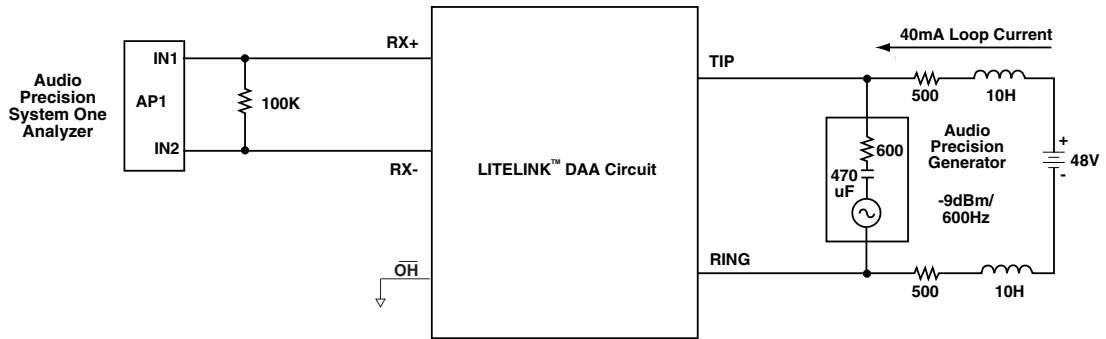 Audio
Precision
System One
Analyzer
IN1
AP1
IN2
100K
RX+
RX-
OH
LITELINK™ DAA Circuit
TIP
RING
40mA Loop Current
500
10H
600
470
uF
Audio
Precision
Generator
-9dBm/
600Hz
+
48V
-
500
10H